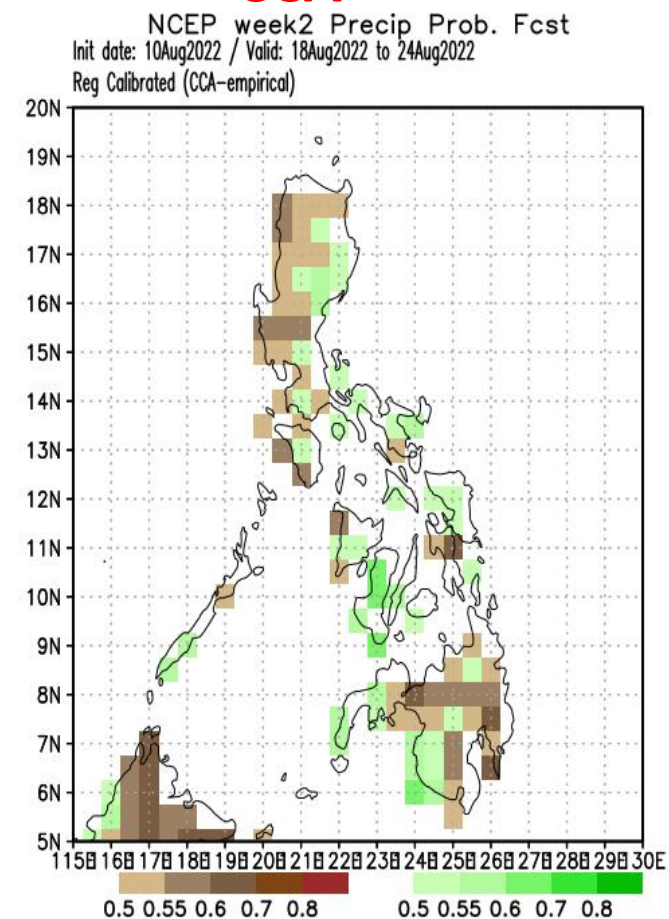 NCEP week2 Precip Prob. Fcst
Init date: 10Aug2022 / Valid: 18Aug2022 to 24Aug2022
Reg Calibrated (CCA-empirical)
20N
19N
18N
17N
16N
15N
14N
13N
12N
11N
10N
9N
8N
7N
6N
5N
115E 116E 117E 118E 119E 120E 121E 122E 123E 124E 125E 126E 127E 128E 129E 130E
0.5 0.55 0.6 0.7 0.8 0.5 0.55 0.6 0.7 0.8